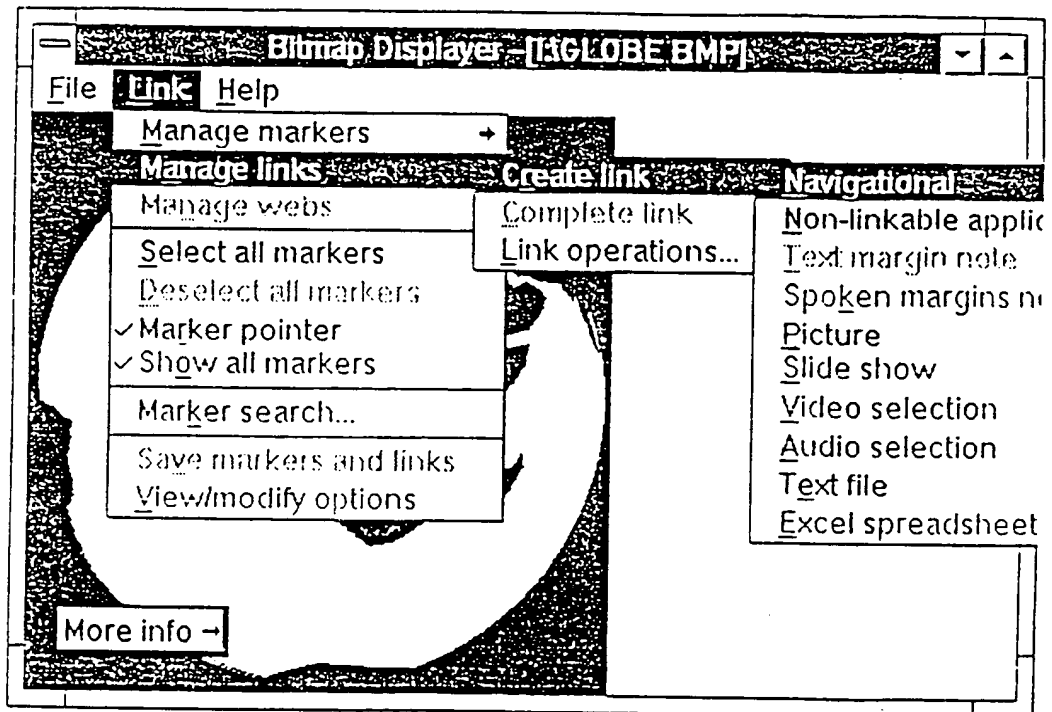 Bitmap Displayer -[I:GLOBE.BMP]
File Link Help
Manage markers →
Manage links
Manage webs
Select all markers
Deselect all markers
✓ Marker pointer
✓ Show all markers
Marker search...
Save markers and links
View/modify options
Create link
Complete link
Link operations...
Navigational
Non-linkable applic
Text margin note
Spoken margins n
Picture
Slide show
Video selection
Audio selection
Text file
Excel spreadsheet
More info →